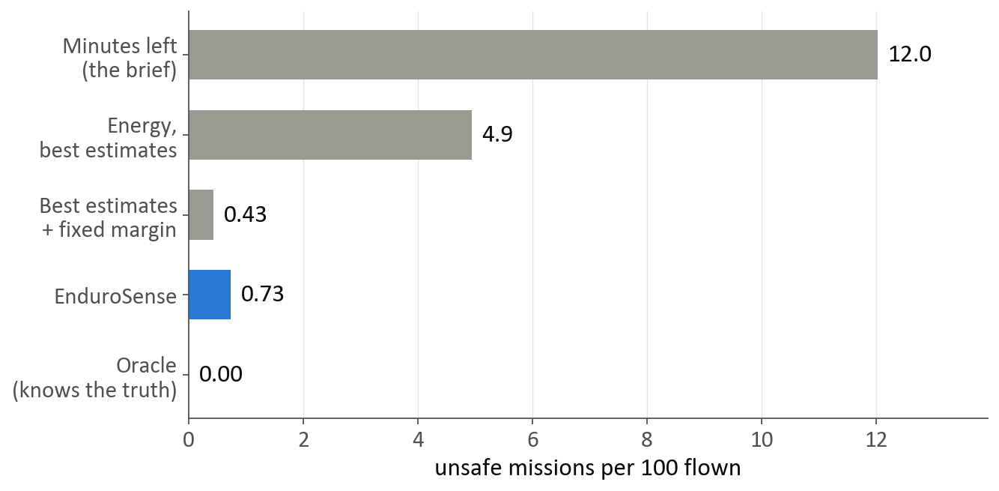 Minutes left
(the brief)
12.0
Energy,
best estimates
4.9
Best estimates
+ fixed margin
0.43
EnduroSense
0.73
Oracle
(knows the truth)
0.00
0 2 4 6 8 10 12
unsafe missions per 100 flown